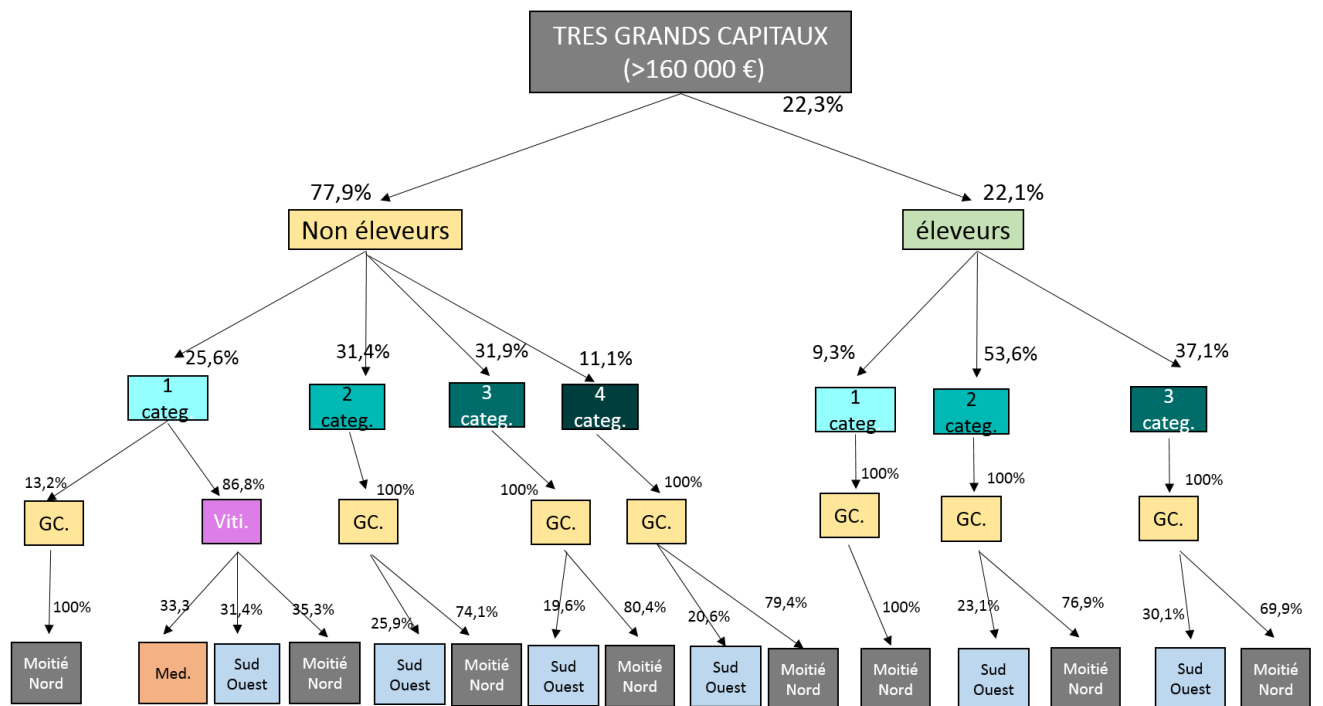 TRES GRANDS CAPITAUX
(>160 000 €)
22,3%
77,9%
22,1%
Non éleveurs
éleveurs
25,6%
31,4%
31,9%
11,1%
9,3%
53,6%
37,1%
1
categ
2
categ.
3
categ.
4
categ.
1
categ
2
categ.
3
categ.
13,2%
86,8%
100%
100%
100%
100%
100%
100%
GC.
Viti.
GC.
GC.
GC.
GC.
GC.
GC.
100%
33,3
31,4%
35,3%
25,9%
74,1%
19,6%
80,4%
20,6%
79,4%
100%
23,1%
76,9%
30,1%
69,9%
Moitié
Nord
Med.
Sud
Ouest
Moitié
Nord
Sud
Ouest
Moitié
Nord
Sud
Ouest
Moitié
Nord
Sud
Ouest
Moitié
Nord
Moitié
Nord
Sud
Ouest
Moitié
Nord
Sud
Ouest
Moitié
Nord